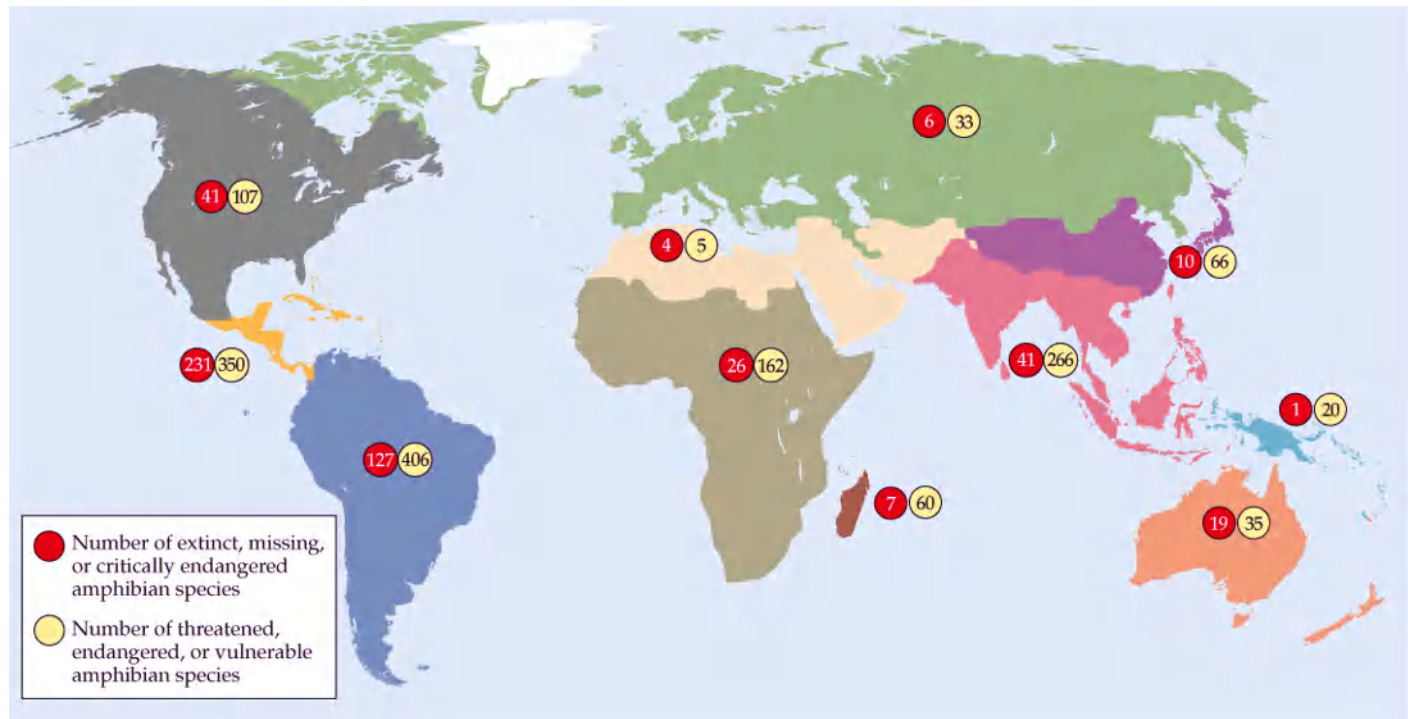 6 33
41 107
4 5
10 66
231 350
26 162
41 266
1 20
127 406
7 60
19 35
Number of extinct, missing,
or critically endangered
amphibian species
Number of threatened,
endangered, or vulnerable
amphibian species